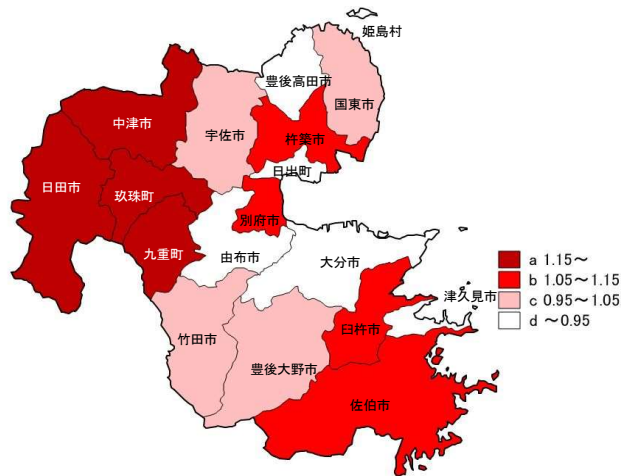 姫島村
豊後高田市
国東市
中津市
宇佐市
杵築市
日出町
日田市
玖珠町
別府市
九重町
由布市
大分市
津久見市
臼杵市
竹田市
豊後大野市
佐伯市
a 1.15～
b 1.05～1.15
c 0.95～1.05
d ～0.95